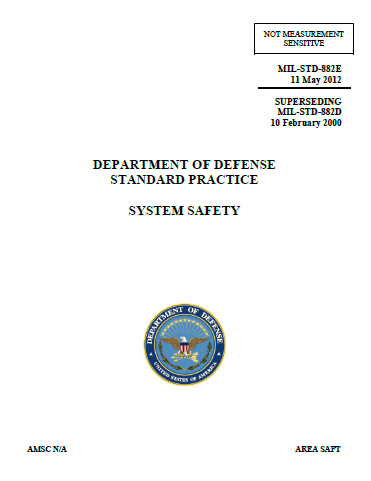 NOT MEASUREMENT
SENSITIVE
MIL-STD-882E
11 May 2012
SUPERSEDING
MIL-STD-882D
10 February 2000
DEPARTMENT OF DEFENSE
STANDARD PRACTICE
SYSTEM SAFETY
DEPARTMENT OF DEFENSE
UNITED STATES OF AMERICA
AMSC N/A
AREA SAFT